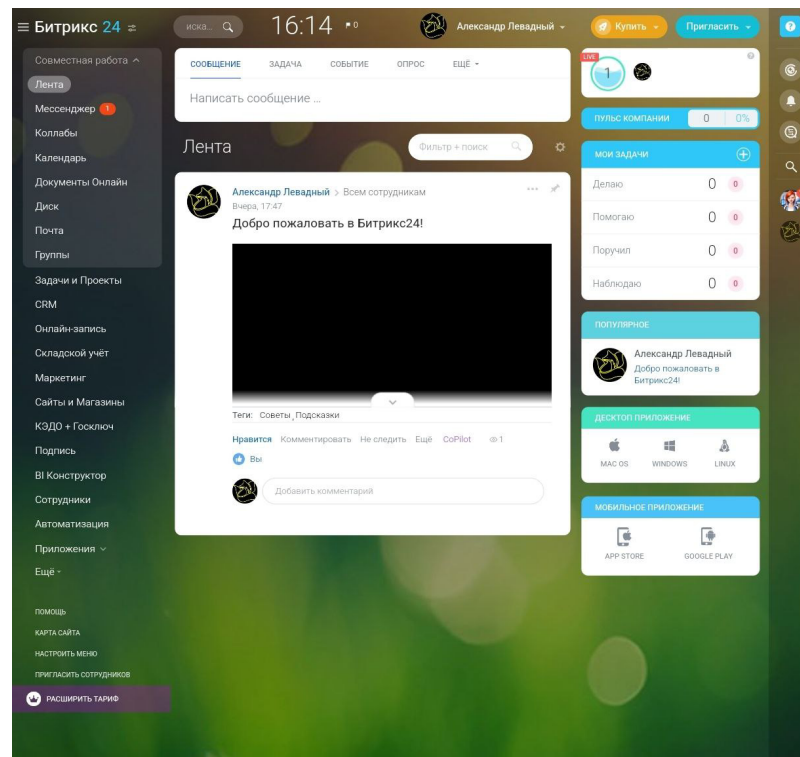 Битрикс 24
иска...
16:14
0
Александр Левадный
Купить
Пригласить
Совместная работа
Лента
Мессенджер 1
Коллабы
Календарь
Документы Онлайн
Диск
Почта
Группы
Задачи и Проекты
CRM
Онлайн-запись
Складской учёт
Маркетинг
Сайты и Магазины
КЭДО + Госключ
Подпись
BI Конструктор
Сотрудники
Автоматизация
Приложения
Ещё
ПОМОЩЬ
КАРТА САЙТА
НАСТРОИТЬ МЕНЮ
ПРИГЛАСИТЬ СОТРУДНИКОВ
РАСШИРИТЬ ТАРИФ
СООБЩЕНИЕ ЗАДАЧА СОБЫТИЕ ОПРОС ЕЩЁ
Написать сообщение ...
Лента
Фильтр + поиск
Александр Левадный > Всем сотрудникам
Вчера, 17:47
Добро пожаловать в Битрикс24!
Теги: Советы, Подсказки
Нравится Комментировать Не следить Ещё CoPilot 1
Вы
Добавить комментарий
LIVE
1
?
ПУЛЬС КОМПАНИИ 0 0%
МОИ ЗАДАЧИ
Делаю 0 0
Помогаю 0 0
Поручил 0 0
Наблюдаю 0 0
ПОПУЛЯРНОЕ
Александр Левадный
Добро пожаловать в
Битрикс24!
ДЕСКТОП ПРИЛОЖЕНИЕ
MAC OS WINDOWS LINUX
МОБИЛЬНОЕ ПРИЛОЖЕНИЕ
APP STORE GOOGLE PLAY
?